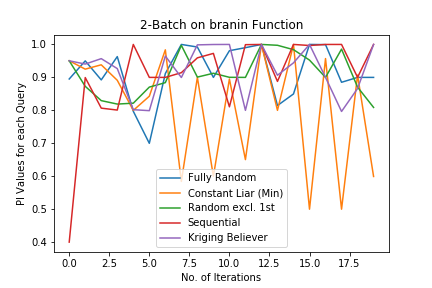 2-Batch on branin Function
PI Values for each Query
1.0
0.9
0.8
0.7
0.6
0.5
0.4
Fully Random
Constant Liar (Min)
Random excl. 1st
Sequential
Kriging Believer
0.0 2.5 5.0 7.5 10.0 12.5 15.0 17.5
No. of Iterations